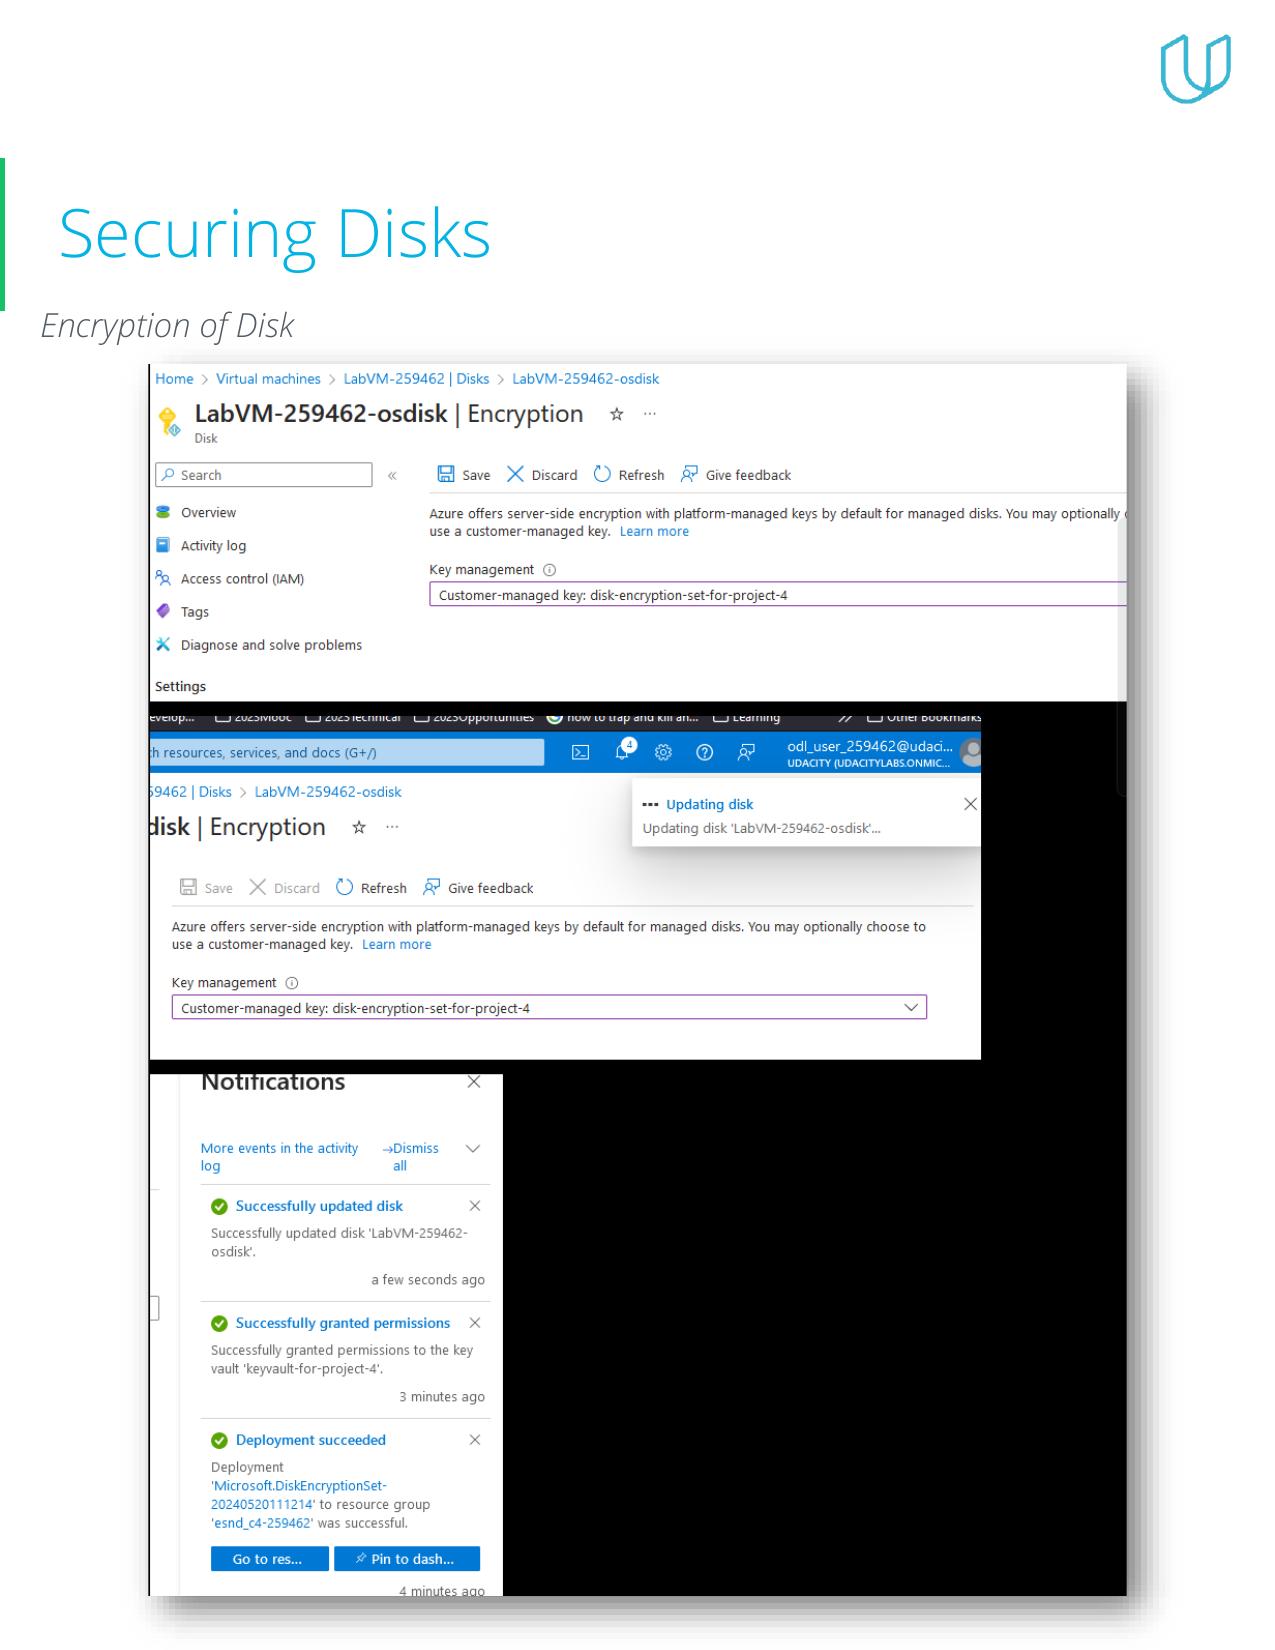 Securing Disks
Encryption of Disk
Home > Virtual machines > LabVM-259462 | Disks > LabVM-259462-osdisk
LabVM-259462-osdisk | Encryption ☆ ...
Disk
Search «
Save Discard Refresh Give feedback
Overview
Activity log
Access control (IAM)
Tags
Diagnose and solve problems
Settings
Azure offers server-side encryption with platform-managed keys by default for managed disks. You may optionally
use a customer-managed key. Learn more
Key management
Customer-managed key: disk-encryption-set-for-project-4
evelop... 2023Mooc 2023Technical 2023Opportunities how to trap and kill an... Learning Other Bookmarks
h resources, services, and docs (G+/) 4 odl_user_259462@udaci...
UDACITY (UDACITYLABS.ONMIC...
59462 | Disks > LabVM-259462-osdisk
disk | Encryption ☆ ...
Updating disk
Updating disk 'LabVM-259462-osdisk'...
Save Discard Refresh Give feedback
Azure offers server-side encryption with platform-managed keys by default for managed disks. You may optionally choose to
use a customer-managed key. Learn more
Key management
Customer-managed key: disk-encryption-set-for-project-4
Notifications
More events in the activity
log
→Dismiss
all
Successfully updated disk
Successfully updated disk 'LabVM-259462-
osdisk'.
a few seconds ago
Successfully granted permissions
Successfully granted permissions to the key
vault 'keyvault-for-project-4'.
3 minutes ago
Deployment succeeded
Deployment
'Microsoft.DiskEncryptionSet-
20240520111214' to resource group
'esnd_c4-259462' was successful.
Go to res... Pin to dash...
4 minutes ago